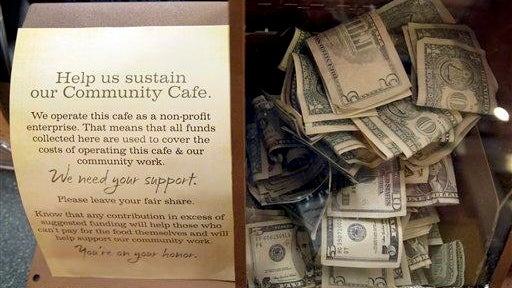 Help us sustain
our Community Cafe.
We operate this cafe as a non-profit
enterprise. That means that all funds
collected here are used to cover the
costs of operating this cafe & our
community work.
We need your support.
Please leave your fair share.
Know that any contribution in excess of
suggested funding will help those who
can't pay for the food themselves and will
help support our community work.
You're on your honor.